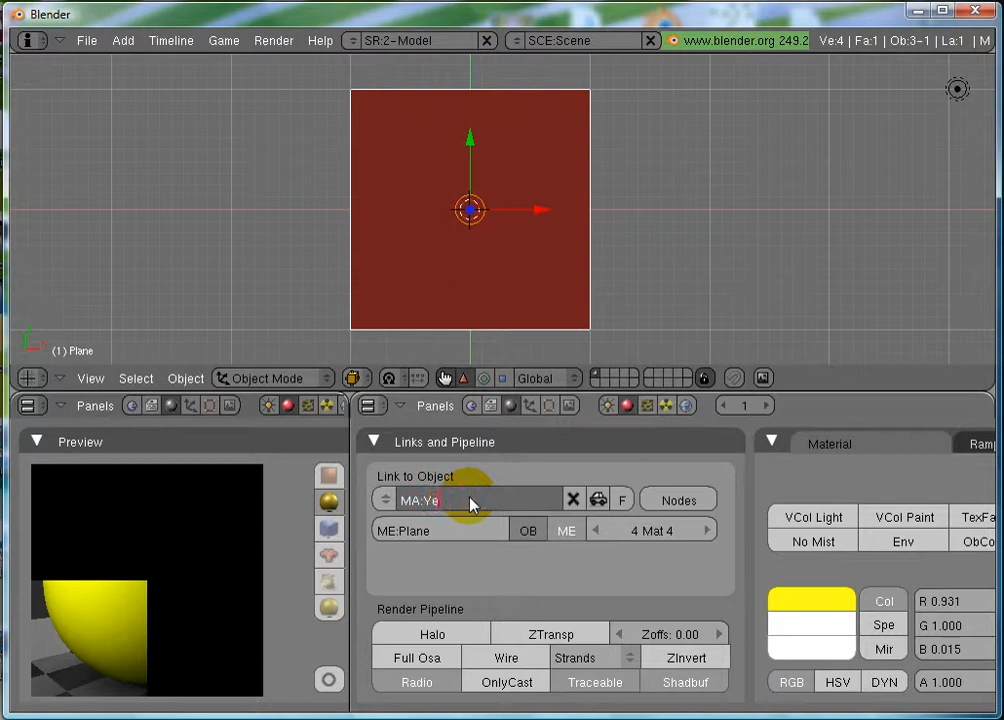 Blender
File Add Timeline Game Render Help SR:2-Model SCE:Scene www.blender.org 249.2 Ve:4 | Fa:1 | Ob:3-1 | La:1 | M
(1) Plane
View Select Object Object Mode Global
Panels Panels 1
Preview Links and Pipeline Material Ramp
Link to Object
MA:Ye F Nodes
ME:Plane OB ME 4 Mat 4
VCol Light VCol Paint TexFa
No Mist Env ObCo
Render Pipeline
Halo ZTransp Zoffs: 0.00
Full Osa Wire Strands ZInvert
Radio OnlyCast Traceable Shadbuf
Col R 0.931
Spe G 1.000
Mir B 0.015
RGB HSV DYN A 1.000